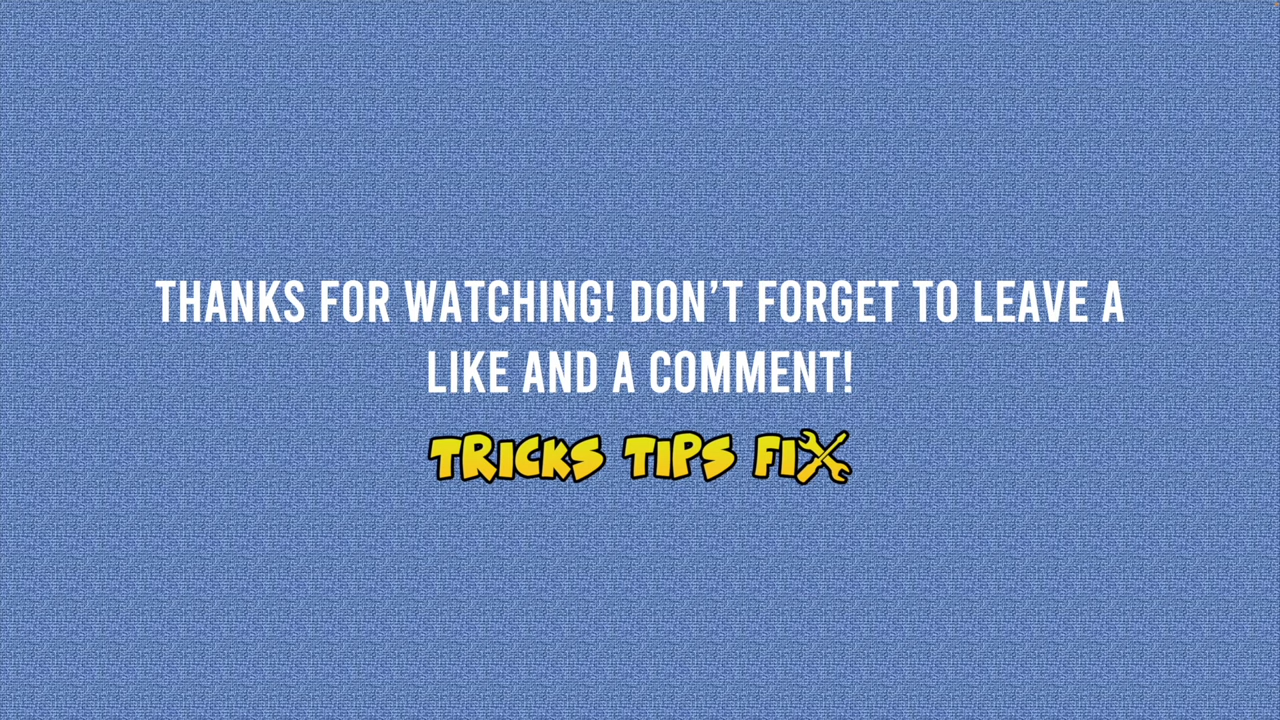 THANKS FOR WATCHING! DON'T FORGET TO LEAVE A
LIKE AND A COMMENT!
TRICKS TIPS FIX